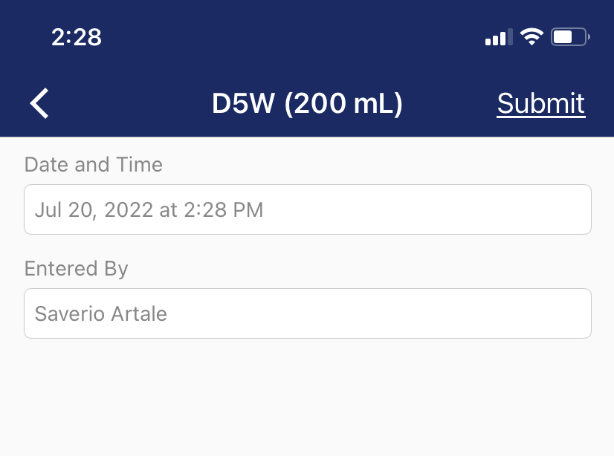 2:28
D5W (200 mL)
Submit
Date and Time
Jul 20, 2022 at 2:28 PM
Entered By
Saverio Artale